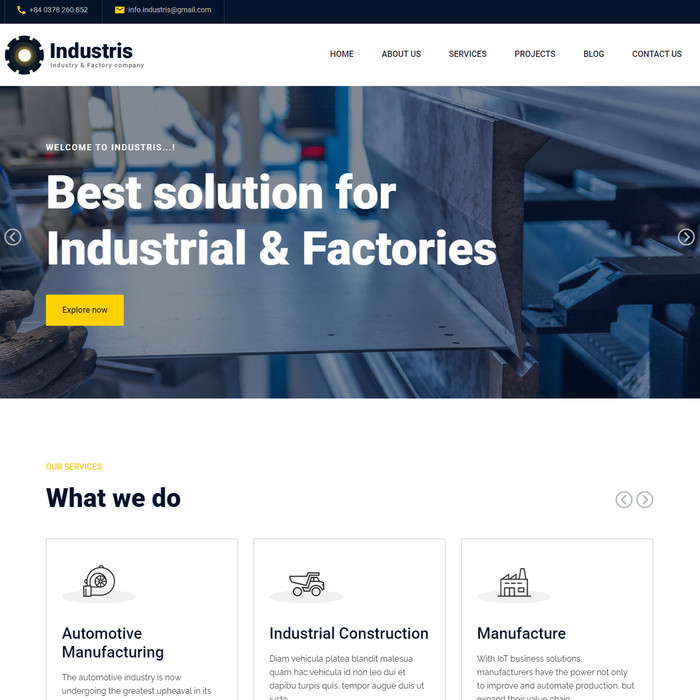 +84 0378 260 852
info.industris@gmail.com
Industris
Industry & Factory company
HOME
ABOUT US
SERVICES
PROJECTS
BLOG
CONTACT US
WELCOME TO INDUSTRIS...!
Best solution for
Industrial & Factories
Explore now
OUR SERVICES
What we do
Automotive
Manufacturing
The automotive industry is now
undergoing the greatest upheaval in its
Industrial Construction
Diam vehicula platea blandit malesua
quam hac vehicula id non leo dui et
dapibu turpis quis, tempor augue duis ut
justo
Manufacture
With IoT business solutions,
manufacturers have the power not only
to improve and automate production, but
expand their value chain